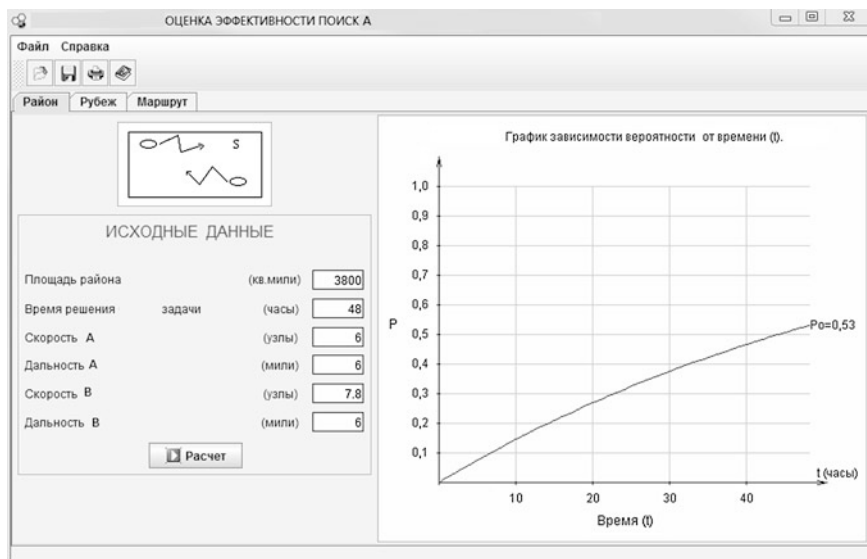 ОЦЕНКА ЭФФЕКТИВНОСТИ ПОИСК А
Файл Справка
Район Рубеж Маршрут
S
ИСХОДНЫЕ ДАННЫЕ
Площадь района (кв.мили) 3800
Время решения задачи (часы) 48
Скорость А (узлы) 6
Дальность А (мили) 6
Скорость В (узлы) 7.8
Дальность В (мили) 6
Расчет
График зависимости вероятности от времени (t).
1,0
0,9
0,8
0,7
0,6
P
0,5
0,4
0,3
0,2
0,1
Po=0,53
t (часы)
10 20 30 40
Время (t)